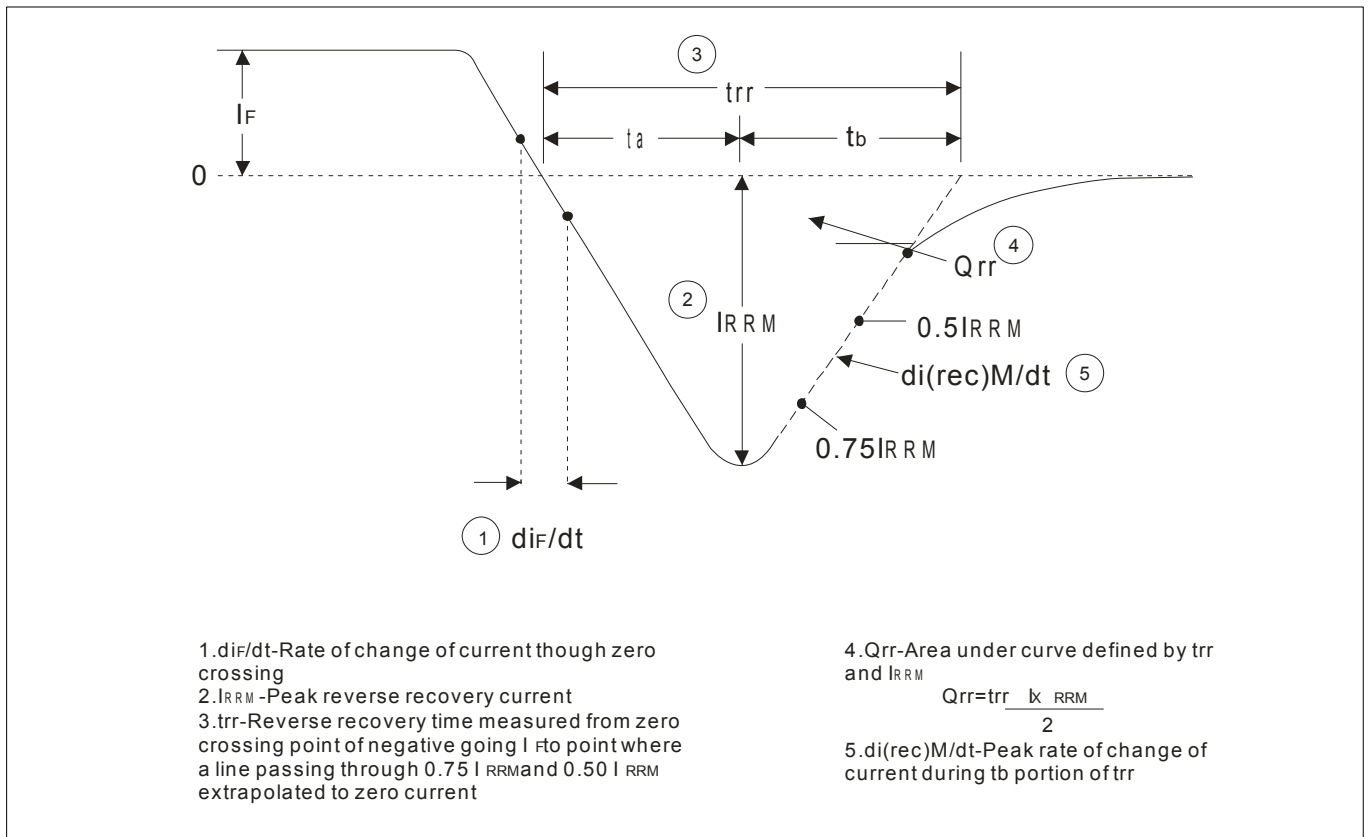 3
trr
IF
ta
tb
0
Qrr 4
2 IRRM
0.5IRRM
di(rec)M/dt 5
0.75IRRM
1 diF/dt
1.diF/dt-Rate of change of current though zero
crossing
2.IRRM-Peak reverse recovery current
3.trr-Reverse recovery time measured from zero
crossing point of negative going I Fto point where
a line passing through 0.75 I RRMand 0.50 I RRM
extrapolated to zero current
4.Qrr-Area under curve defined by trr
and IRRM
Qrr=trr IX RRM
2
5.di(rec)M/dt-Peak rate of change of
current during tb portion of trr